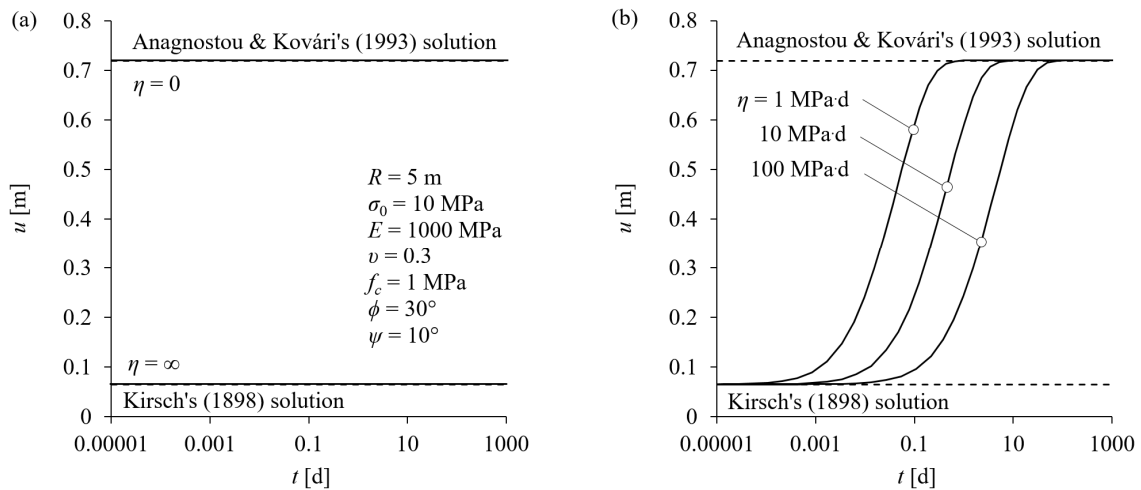 (a)
0.8
0.7
0.6
0.5
0.4
0.3
0.2
0.1
0
u [m]
Anagnostou & Kovári's (1993) solution
η = 0
R = 5 m
σ0 = 10 MPa
E = 1000 MPa
υ = 0.3
fc = 1 MPa
ϕ = 30°
ψ = 10°
η = ∞
Kirsch's (1898) solution
0.00001 0.001 0.1 10 1000
t [d]
(b)
0.8
0.7
0.6
0.5
0.4
0.3
0.2
0.1
0
u [m]
Anagnostou & Kovári's (1993) solution
η = 1 MPa·d
10 MPa·d
100 MPa·d
Kirsch's (1898) solution
0.00001 0.001 0.1 10 1000
t [d]